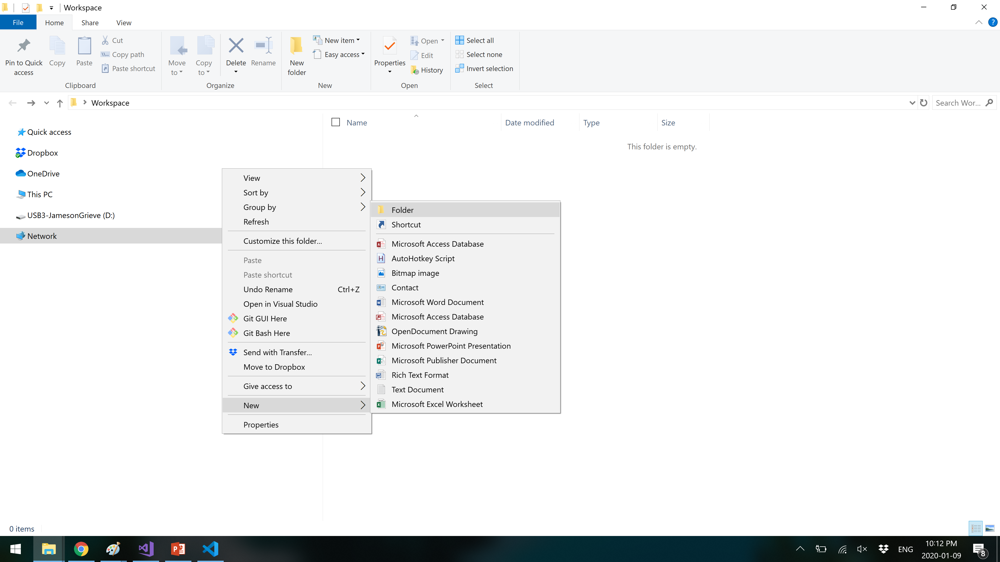 Workspace
File Home Share View
Pin to Quick access
Copy
Paste
Cut
Copy path
Paste shortcut
Clipboard
Move to
Copy to
Delete
Rename
Organize
New folder
New item
Easy access
New
Properties
Open
Edit
History
Open
Select all
Select none
Invert selection
Select
Workspace
Search Wor...
Quick access
Dropbox
OneDrive
This PC
USB3-JamesonGrieve (D:)
Network
Name Date modified Type Size
This folder is empty.
View
Sort by
Group by
Refresh
Customize this folder...
Paste
Paste shortcut
Undo Rename Ctrl+Z
Open in Visual Studio
Git GUI Here
Git Bash Here
Send with Transfer...
Move to Dropbox
Give access to
New
Properties
Folder
Shortcut
Microsoft Access Database
AutoHotkey Script
Bitmap image
Contact
Microsoft Word Document
Microsoft Access Database
OpenDocument Drawing
Microsoft PowerPoint Presentation
Microsoft Publisher Document
Rich Text Format
Text Document
Microsoft Excel Worksheet
0 items
ENG
10:12 PM
2020-01-09
8